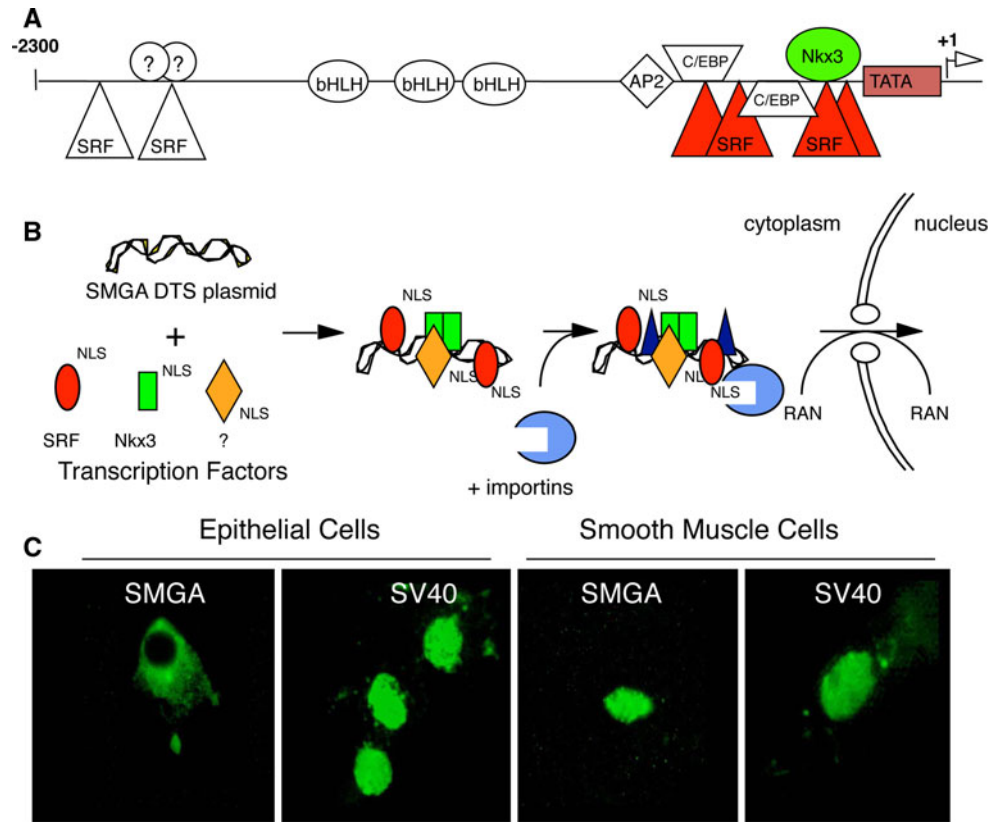 A
-2300
+1
? ?
bHLH bHLH bHLH
AP2
C/EBP
Nkx3
TATA
C/EBP
SRF SRF SRF SRF
B
cytoplasm nucleus
SMGA DTS plasmid
+
NLS NLS NLS
SRF Nkx3 ?
Transcription Factors
NLS
NLS
NLS
+ importins
NLS
NLS
NLS
RAN RAN
C
Epithelial Cells Smooth Muscle Cells
SMGA SV40 SMGA SV40